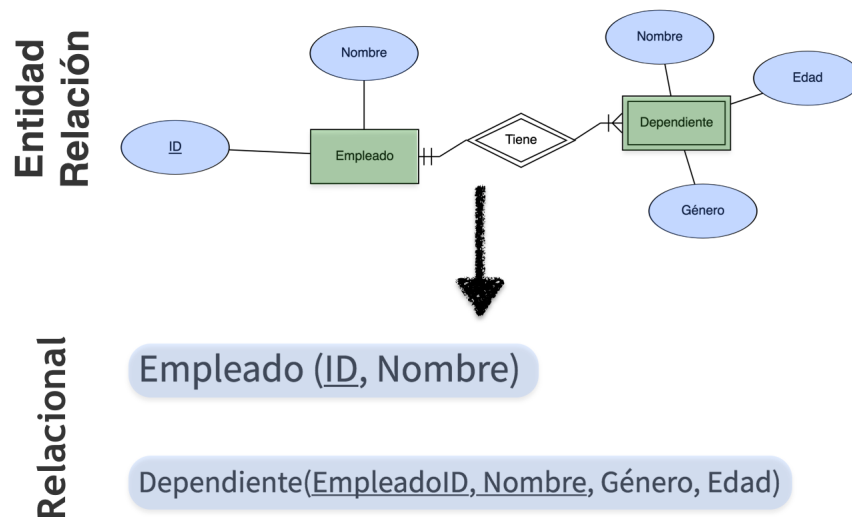 Entidad
Relación
Nombre
ID
Empleado
Tiene
Nombre
Edad
Dependiente
Género
Relacional
Empleado (ID, Nombre)
Dependiente(EmpleadoID, Nombre, Género, Edad)